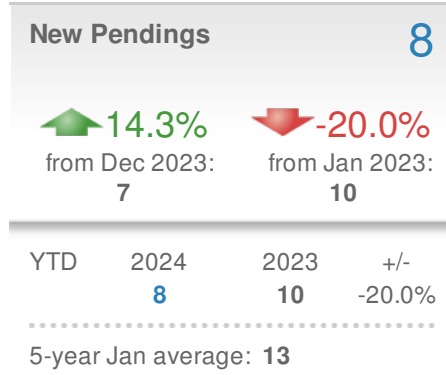 New Pendings 8
14.3% -20.0%
from Dec 2023: from Jan 2023:
7 10
YTD 2024 2023 +/-
8 10 -20.0%
5-year Jan average: 13